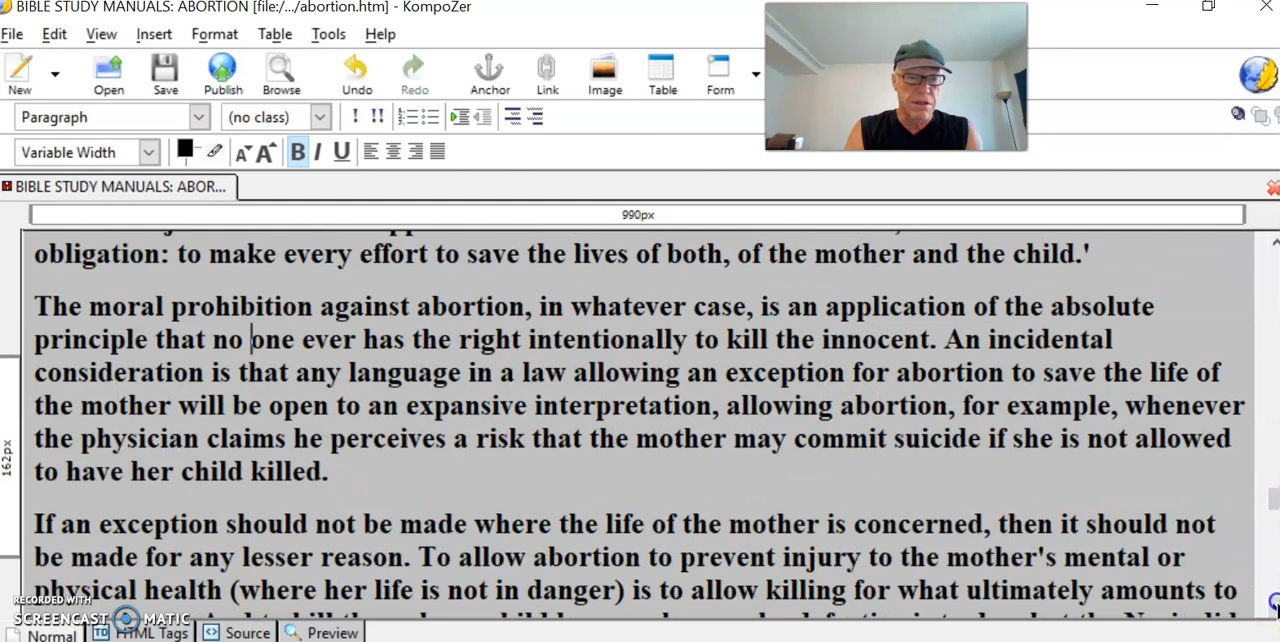 BIBLE STUDY MANUALS: ABORTION [file:/.../abortion.htm] - KompoZer
File Edit View Insert Format Table Tools Help
New Open Save Publish Browse Undo Redo Anchor Link Image Table Form
Paragraph (no class)
Variable Width B I U
BIBLE STUDY MANUALS: ABOR...
990px
obligation: to make every effort to save the lives of both, of the mother and the child.'
The moral prohibition against abortion, in whatever case, is an application of the absolute
principle that no one ever has the right intentionally to kill the innocent. An incidental
consideration is that any language in a law allowing an exception for abortion to save the life of
the mother will be open to an expansive interpretation, allowing abortion, for example, whenever
the physician claims he perceives a risk that the mother may commit suicide if she is not allowed
to have her child killed.
162px
If an exception should not be made where the life of the mother is concerned, then it should not
be made for any lesser reason. To allow abortion to prevent injury to the mother's mental or
physical health (where her life is not in danger) is to allow killing for what ultimately amounts to
RECORDED WITH
SCREENCAST MATIC
Normal HTML Tags Source Preview